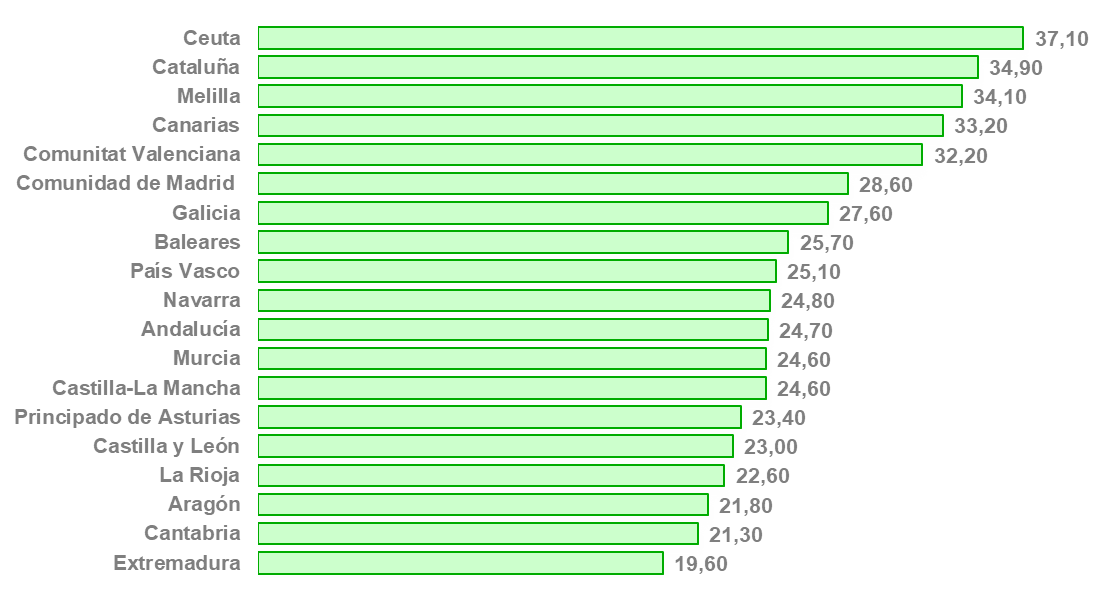 Ceuta 37,10
Cataluña 34,90
Melilla 34,10
Canarias 33,20
Comunitat Valenciana 32,20
Comunidad de Madrid 28,60
Galicia 27,60
Baleares 25,70
País Vasco 25,10
Navarra 24,80
Andalucía 24,70
Murcia 24,60
Castilla-La Mancha 24,60
Principado de Asturias 23,40
Castilla y León 23,00
La Rioja 22,60
Aragón 21,80
Cantabria 21,30
Extremadura 19,60